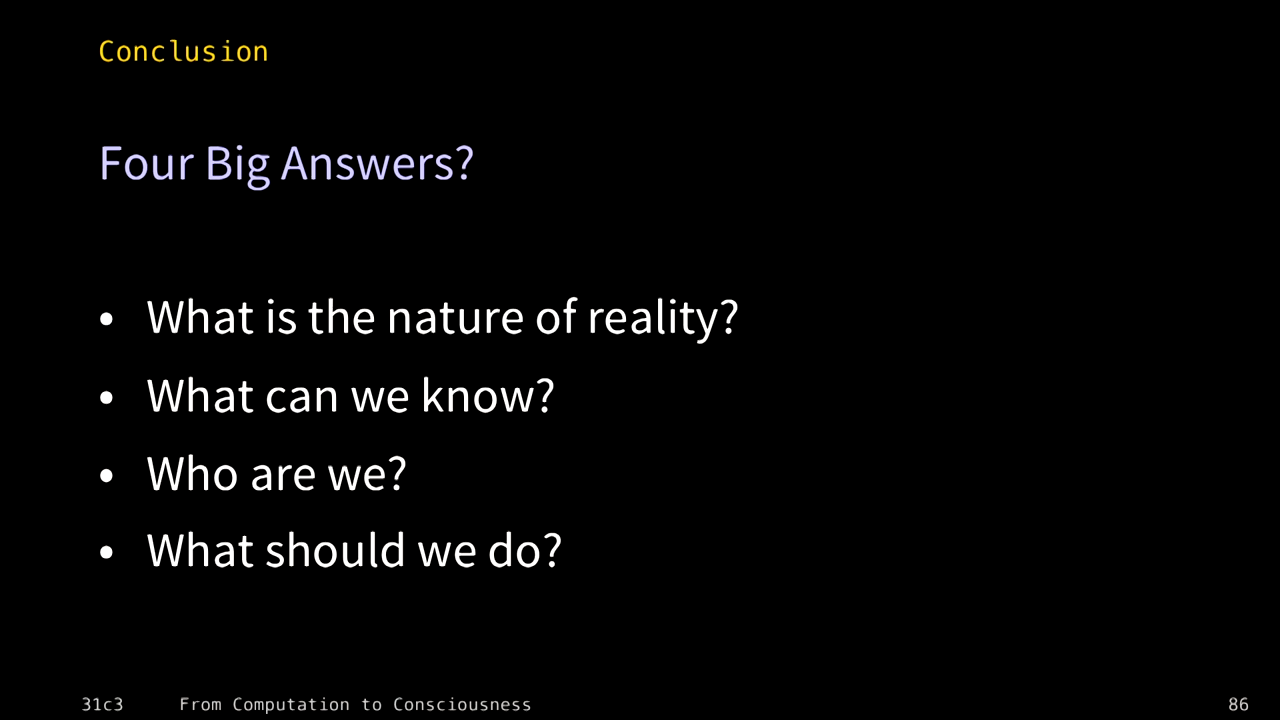 Conclusion
Four Big Answers?
• What is the nature of reality?
• What can we know?
• Who are we?
• What should we do?
31c3 From Computation to Consciousness 86